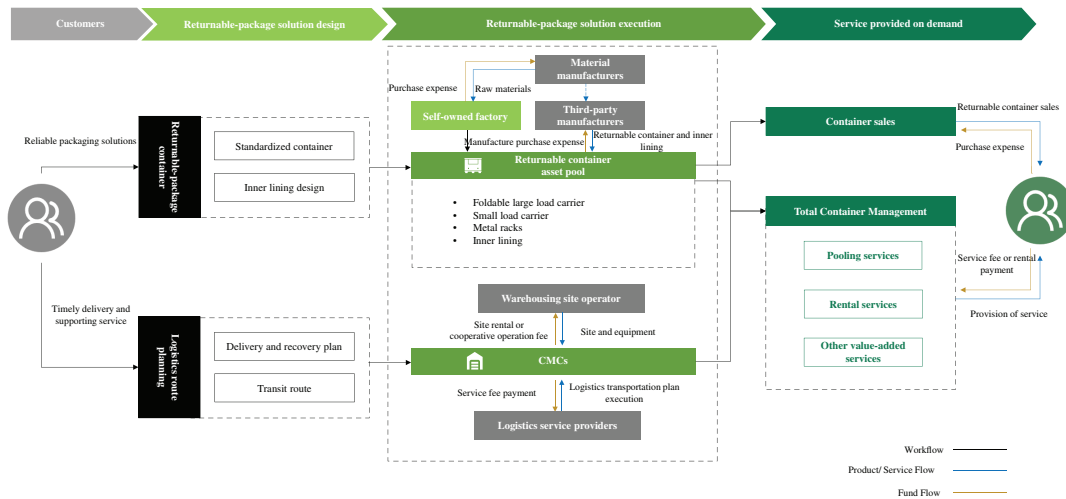 Customers
Returnable-package solution design
Returnable-package solution execution
Service provided on demand
Reliable packaging solutions
Timely delivery and
supporting service
Returnable-package
container
Standardized container
Inner lining design
Logistics route
planning
Delivery and recovery plan
Transit route
Material
manufacturers
Purchase expense
Raw materials
Self-owned factory
Third-party
manufacturers
Manufacture purchase expense
Returnable container and inner
lining
Returnable container
asset pool
• Foldable large load carrier
• Small load carrier
• Metal racks
• Inner lining
Warehousing site operator
Site rental or
cooperative operation fee
Site and equipment
CMCs
Service fee payment
Logistics transportation plan
execution
Logistics service providers
Container sales
Returnable container sales
Purchase expense
Total Container Management
Pooling services
Rental services
Other value-added
services
Service fee or rental
payment
Provision of service
Workflow
Product/ Service Flow
Fund Flow